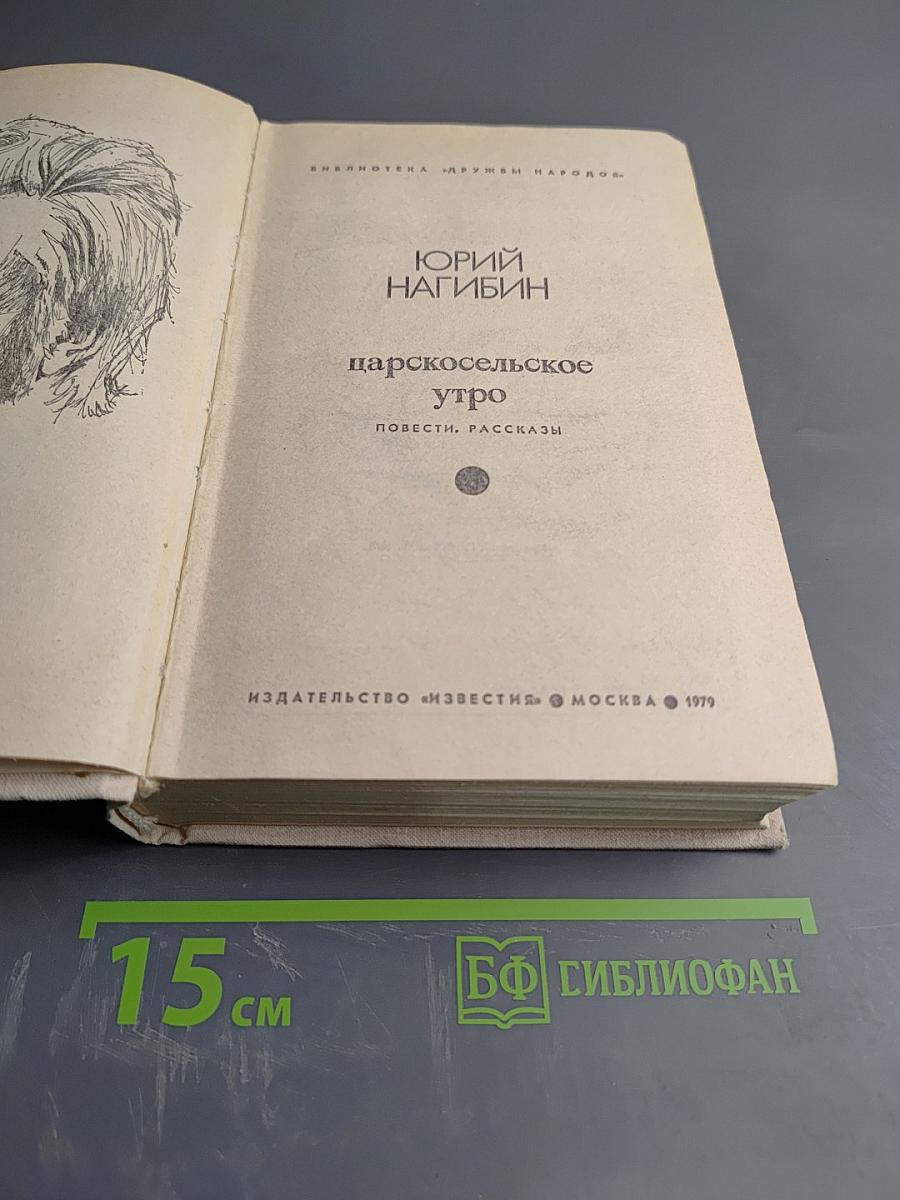 БИБЛИОТЕКА «ДРУЖБЫ НАРОДОВ»
ЮРИЙ
НАГИБИН
царскосельское
утро
ПОВЕСТИ. РАССКАЗЫ
ИЗДАТЕЛЬСТВО «ИЗВЕСТИЯ» МОСКВА 1979
15 см
БФ БИБЛИОФАН